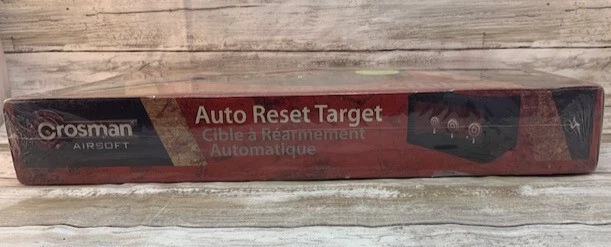 Crosman
AIRSOFT
Auto Reset Target
Cible à Réarmement
Automatique